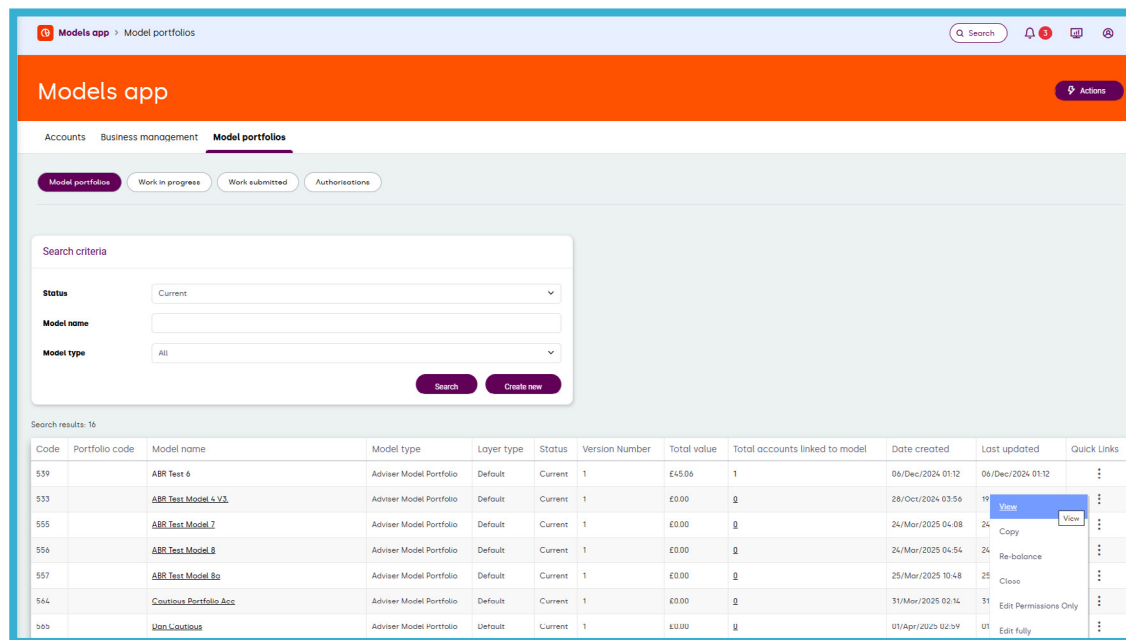 Models app > Model portfolios
Search
3
Models app
Actions
Accounts Business management Model portfolios
Model portfolios Work in progress Work submitted Authorisations
Search criteria
Status Current
Model name
Model type All
Search Create new
Search results: 16
Code Portfolio code Model name Model type Layer type Status Version Number Total value Total accounts linked to model Date created Last updated Quick Links
539 ABR Test 6 Adviser Model Portfolio Default Current 1 £45.06 1 06/Dec/2024 01:12 06/Dec/2024 01:12
533 ABR Test Model 4 V3. Adviser Model Portfolio Default Current 1 £0.00 0 28/Oct/2024 03:56 19
View
View
555 ABR Test Model 7 Adviser Model Portfolio Default Current 1 £0.00 0 24/Mar/2025 04:08 24
Copy
556 ABR Test Model 8 Adviser Model Portfolio Default Current 1 £0.00 0 24/Mar/2025 04:54 24
Re-balance
557 ABR Test Model 8a Adviser Model Portfolio Default Current 1 £0.00 0 25/Mar/2025 10:48 25
Close
564 Cautious Portfolio Acc Adviser Model Portfolio Default Current 1 £0.00 0 31/Mar/2025 02:14 31
Edit Permissions Only
565 Dan Cautious Adviser Model Portfolio Default Current 1 £0.00 0 01/Apr/2025 02:59 01
Edit fully